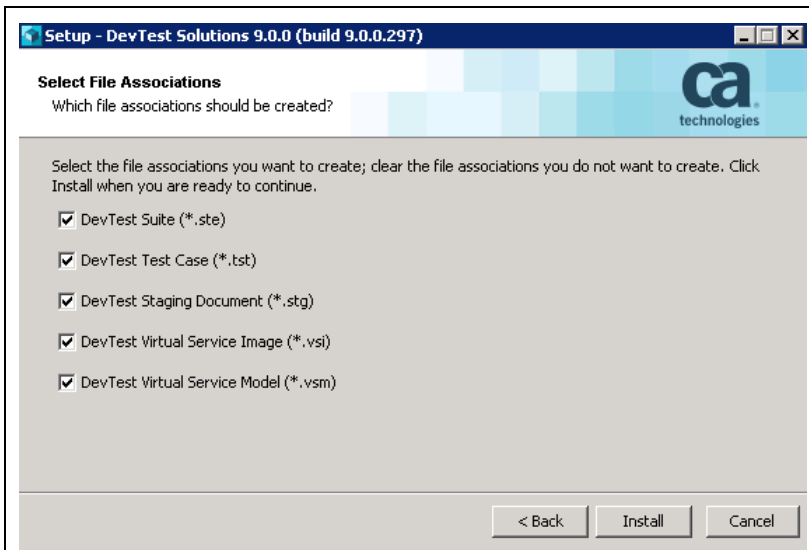 Setup - DevTest Solutions 9.0.0 (build 9.0.0.297)
Select File Associations
Which file associations should be created?
ca
technologies
Select the file associations you want to create; clear the file associations you do not want to create. Click
Install when you are ready to continue.
DevTest Suite (*.ste)
DevTest Test Case (*.tst)
DevTest Staging Document (*.stg)
DevTest Virtual Service Image (*.vsi)
DevTest Virtual Service Model (*.vsm)
< Back
Install
Cancel